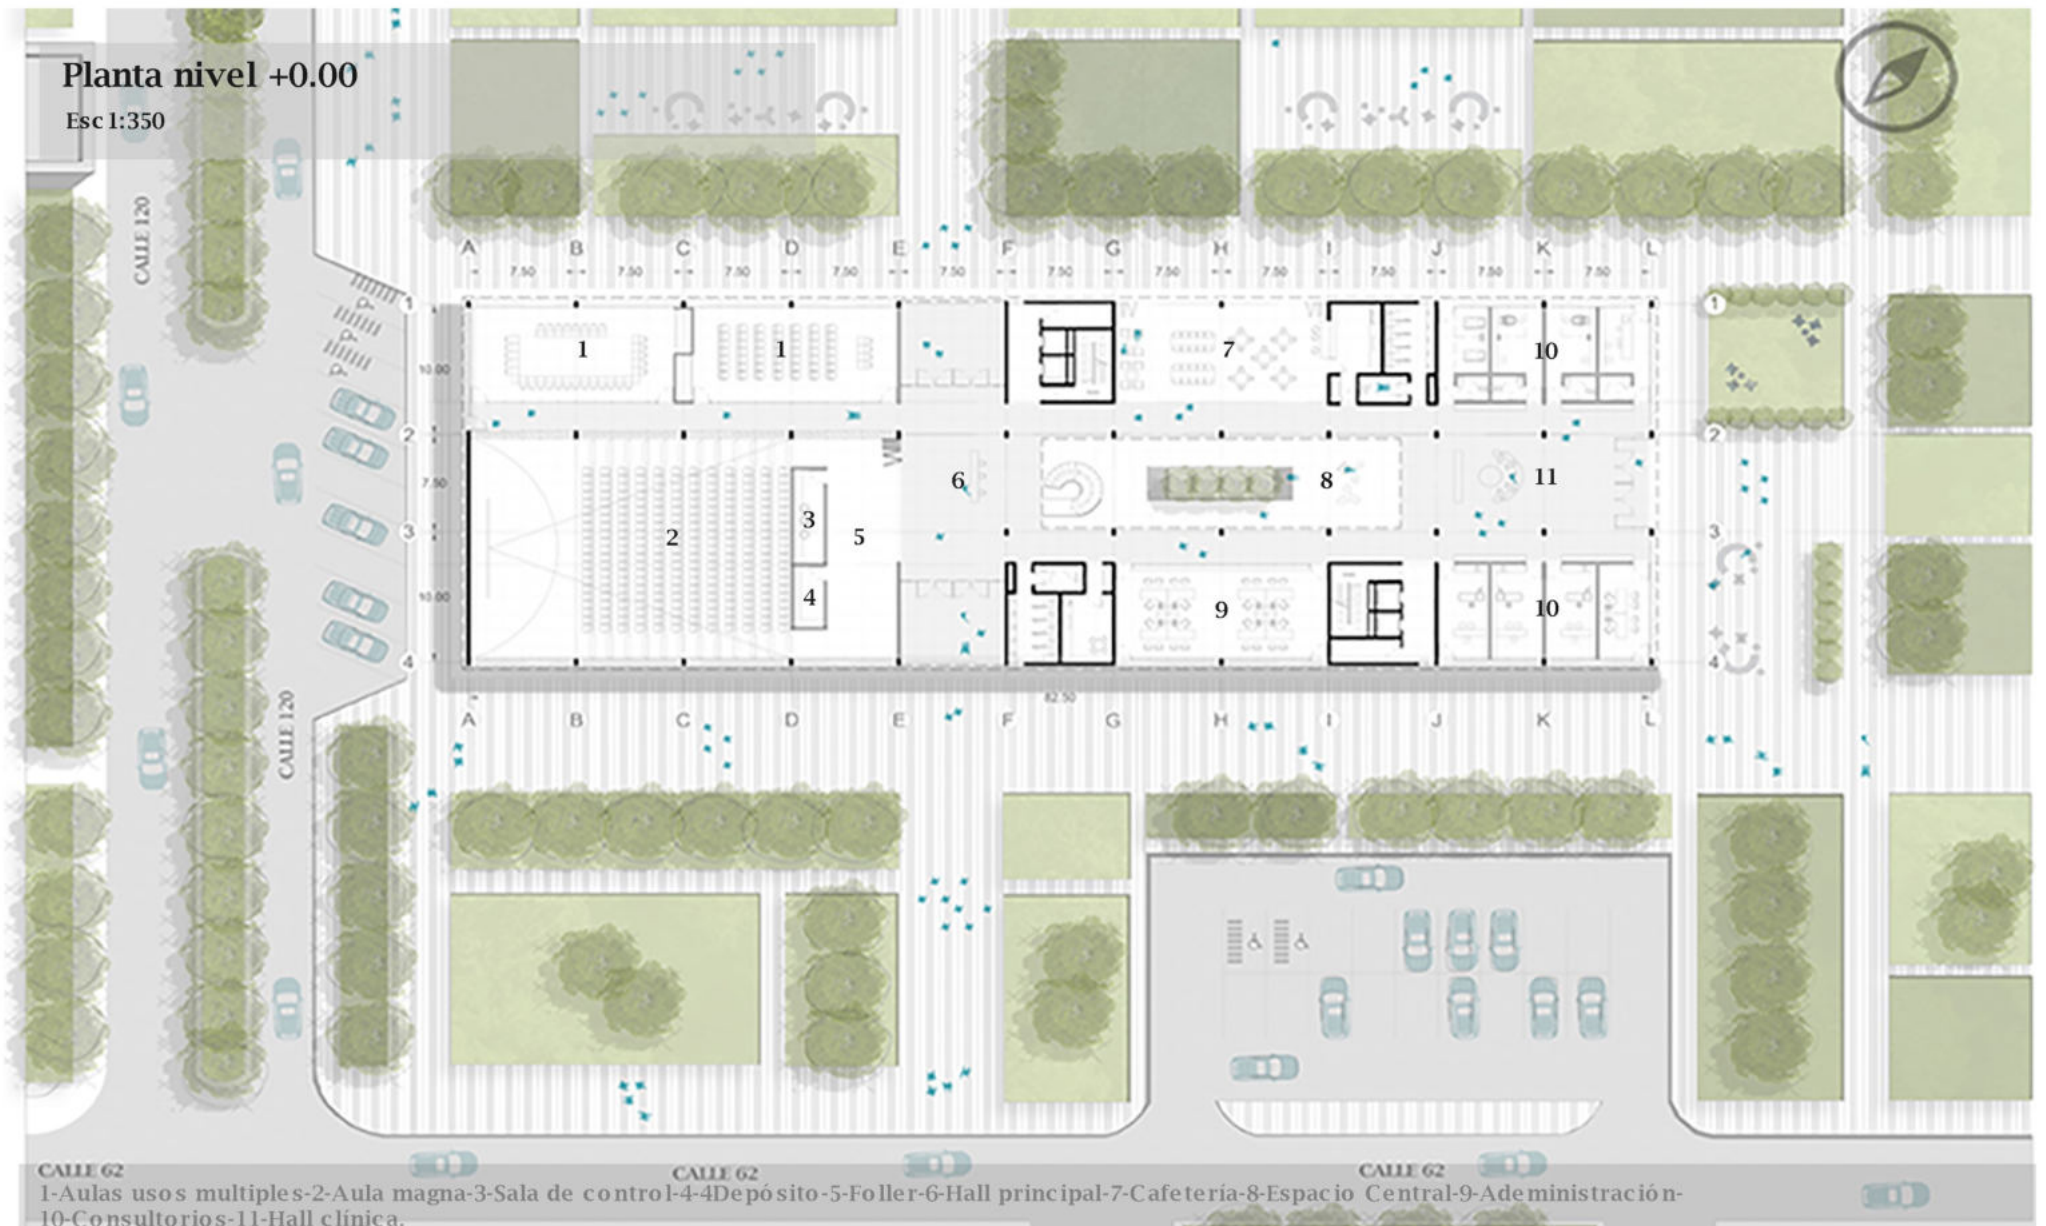 Planta nivel +0.00
Esc 1:350
CALLE 120
A B C D E F G H I J K L
7.50 7.50 7.50 7.50 7.50 7.50 7.50 7.50 7.50 7.50 7.50
1 1
10.00
1 1 7 10
2 2
7.50
6 8 11
3 3
2 3 5
10.00
4 9 10
4 4
CALLE 120
82.50
A B C D E F G H I J K L
CALLE 62 CALLE 62 CALLE 62
1-Aulas usos multiples-2-Aula magna-3-Sala de control-4-4Depósito-5-Foller-6-Hall principal-7-Cafetería-8-Espacio Central-9-Adeministración-
10-Consultorios-11-Hall clínica.